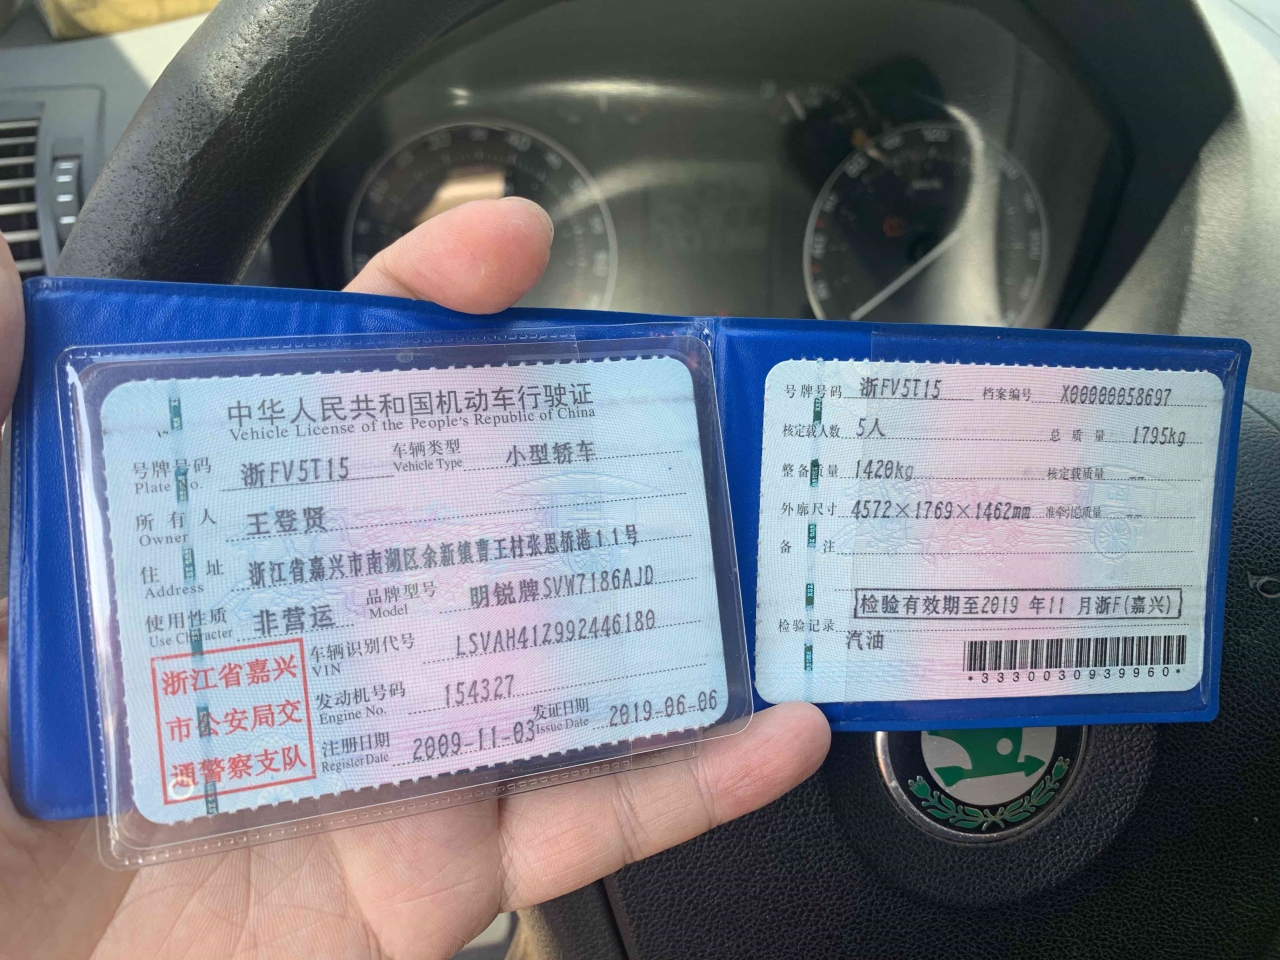 中华人民共和国机动车行驶证
Vehicle License of the People's Republic of China
号牌号码 浙FV5T15 车辆类型 小型轿车
Plate No. Vehicle Type
所有人 王登贤
Owner
住址 浙江省嘉兴市南湖区余新镇曹王村张思桥港11号
Address
使用性质 非营运 品牌型号 明锐牌SVW7186AJD
Use Character Model
车辆识别代号 LSVAH41Z992446180
VIN
发动机号码 154327
Engine No.
注册日期 2009-11-03 发证日期 2019-06-06
Register Date Issue Date
浙江省嘉兴
市公安局交
通警察支队
号牌号码 浙FV5T15 档案编号 X00000058697
核定载人数 5人 总质量 1795kg
整备质量 1420kg 核定载质量 --
外廓尺寸 4572×1769×1462mm 准牵引总质量 --
备注
检验有效期至2019 年11 月浙F(嘉兴)
检验记录
汽油
*3330030939960*